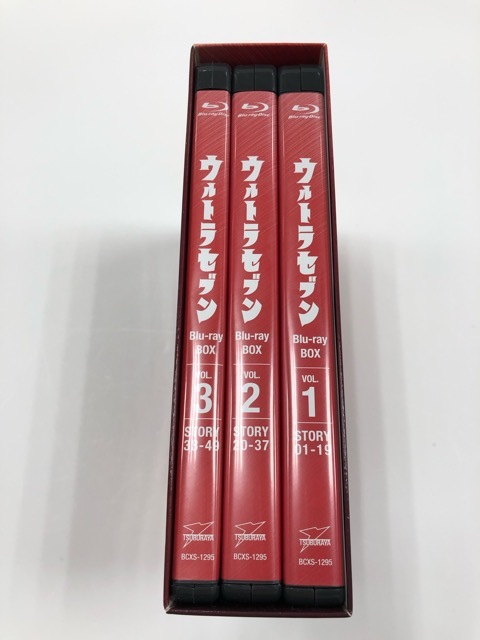 Blu-ray Disc
ウルトラセブン
Blu-ray
BOX
VOL.
3
STORY
38-49
TSUBURAYA
BCXS-1295
Blu-ray Disc
ウルトラセブン
Blu-ray
BOX
VOL.
2
STORY
20-37
TSUBURAYA
BCXS-1295
Blu-ray Disc
ウルトラセブン
Blu-ray
BOX
VOL.
1
STORY
01-19
TSUBURAYA
BCXS-1295